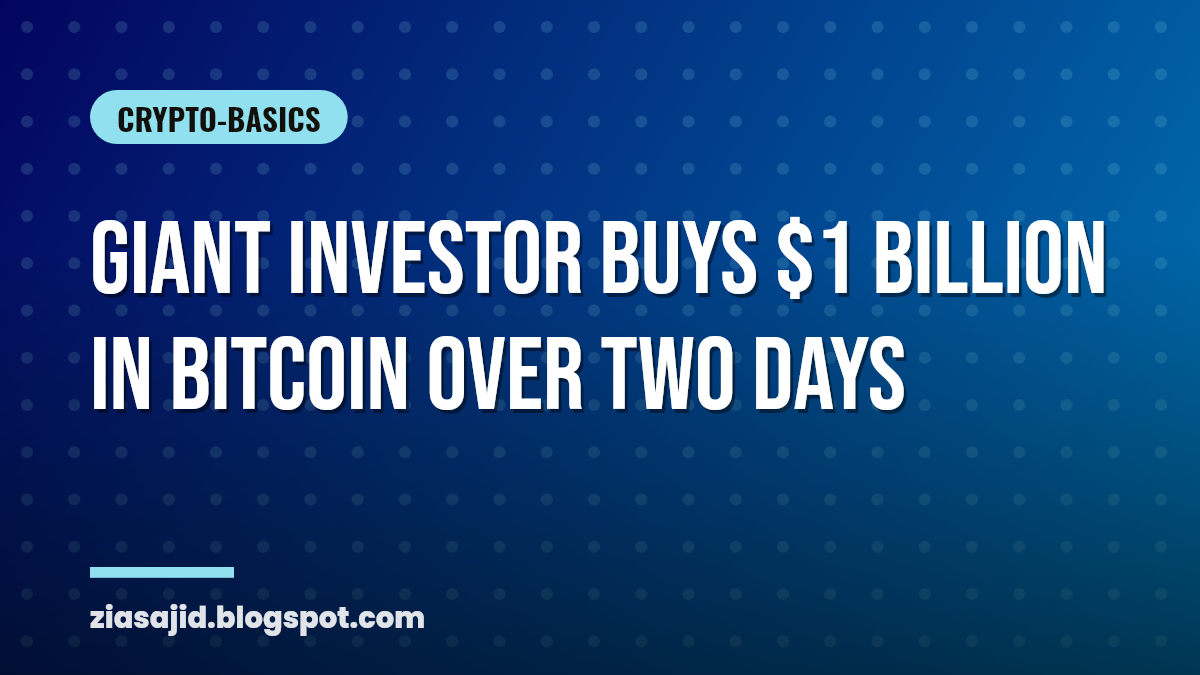 CRYPTO-BASICS
GIANT INVESTOR BUYS $1 BILLION
IN BITCOIN OVER TWO DAYS
ziasajid.blogspot.com